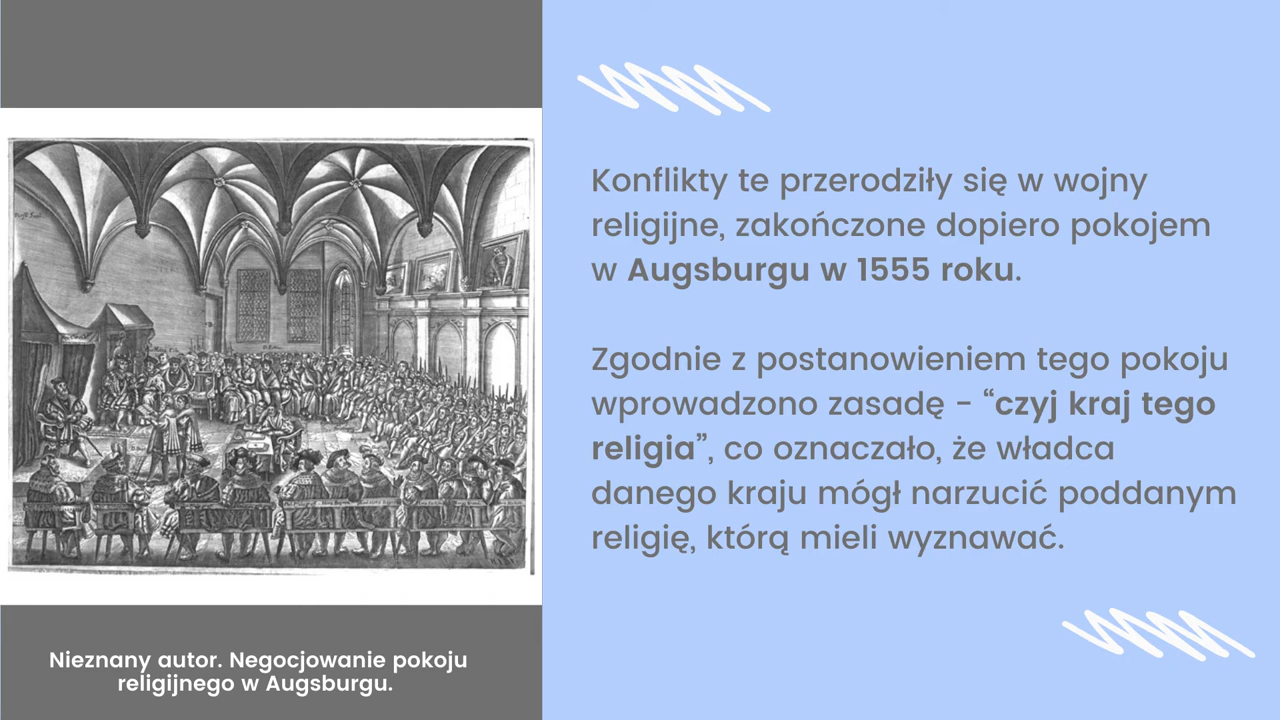 Konflikty te przerodziły się w wojny
religijne, zakończone dopiero pokojem
w Augsburgu w 1555 roku.
Zgodnie z postanowieniem tego pokoju
wprowadzono zasadę - “czyj kraj tego
religia”, co oznaczało, że władca
danego kraju mógł narzucić poddanym
religię, którą mieli wyznawać.
Nieznany autor. Negocjowanie pokoju
religijnego w Augsburgu.